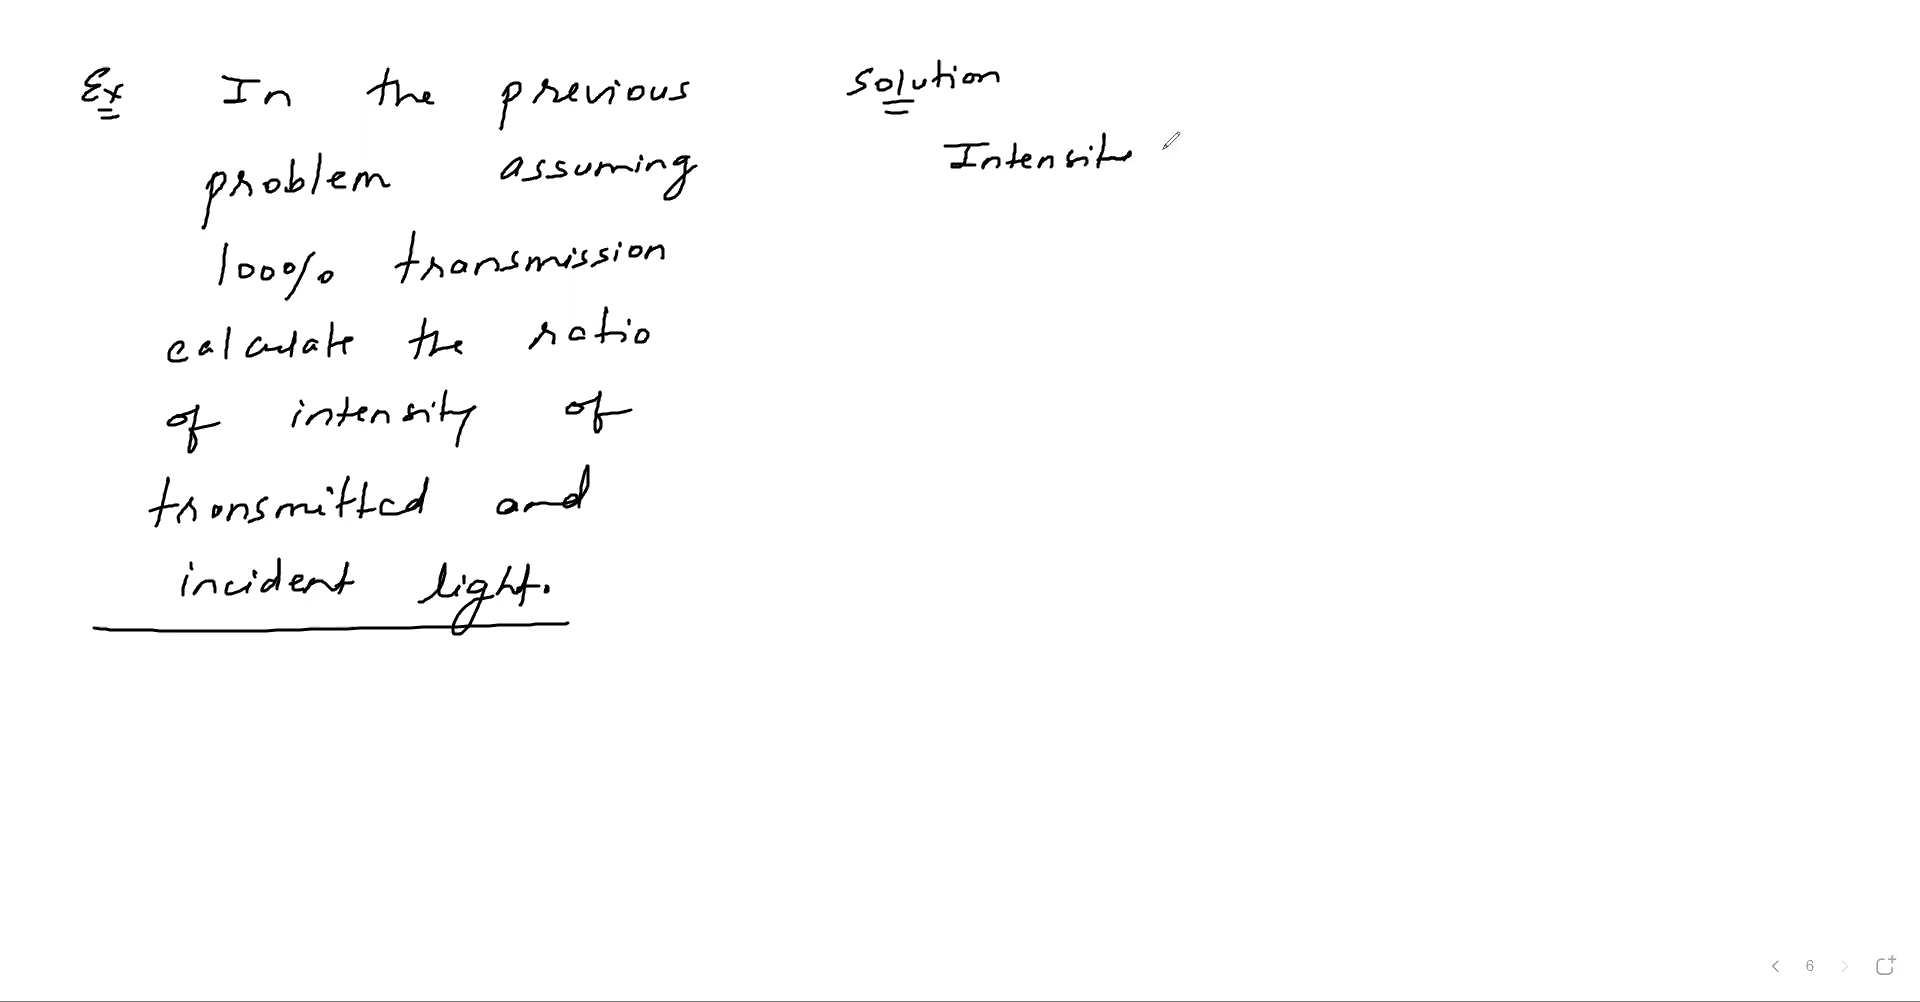 Ex In the previous
problem assuming
100% transmission
calculate the ratio
of intensity of
transmitted and
incident light.
Solution
Intensite
6